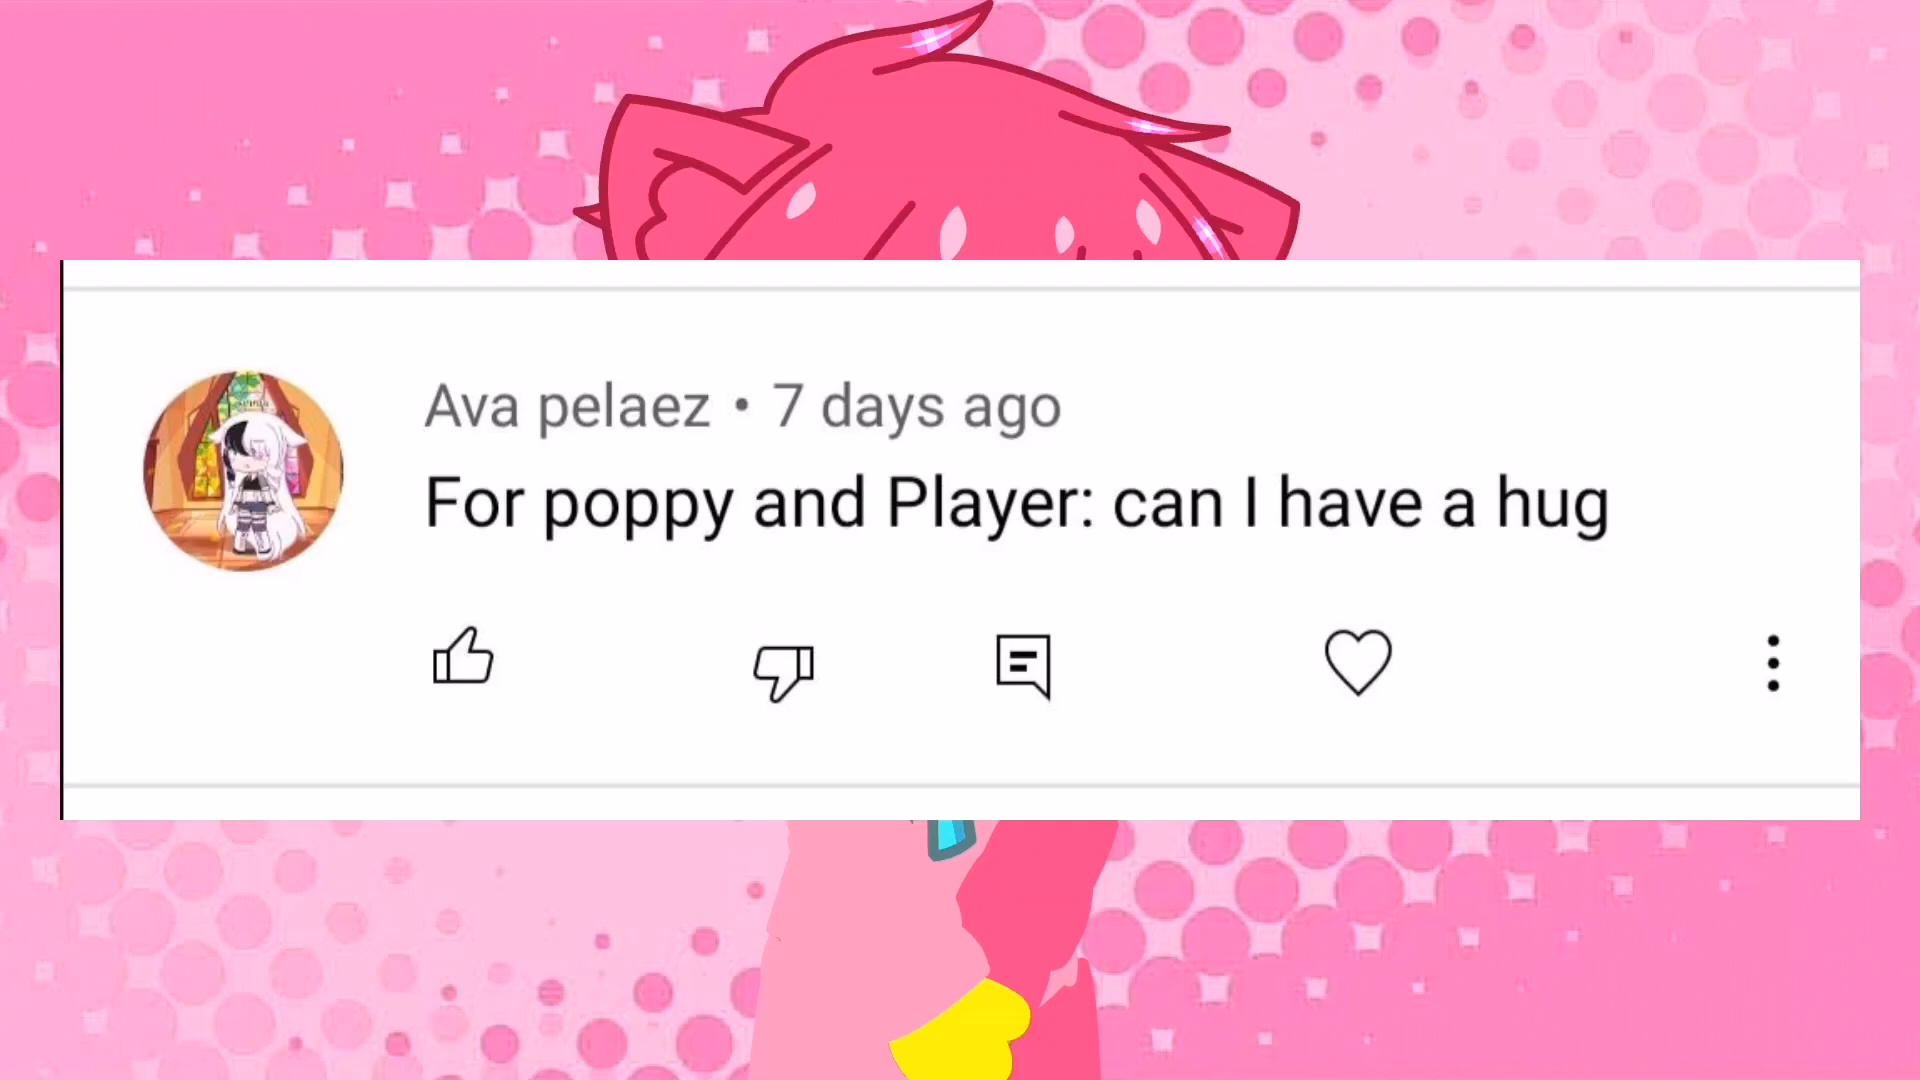 Ava pelaez • 7 days ago
For poppy and Player: can I have a hug